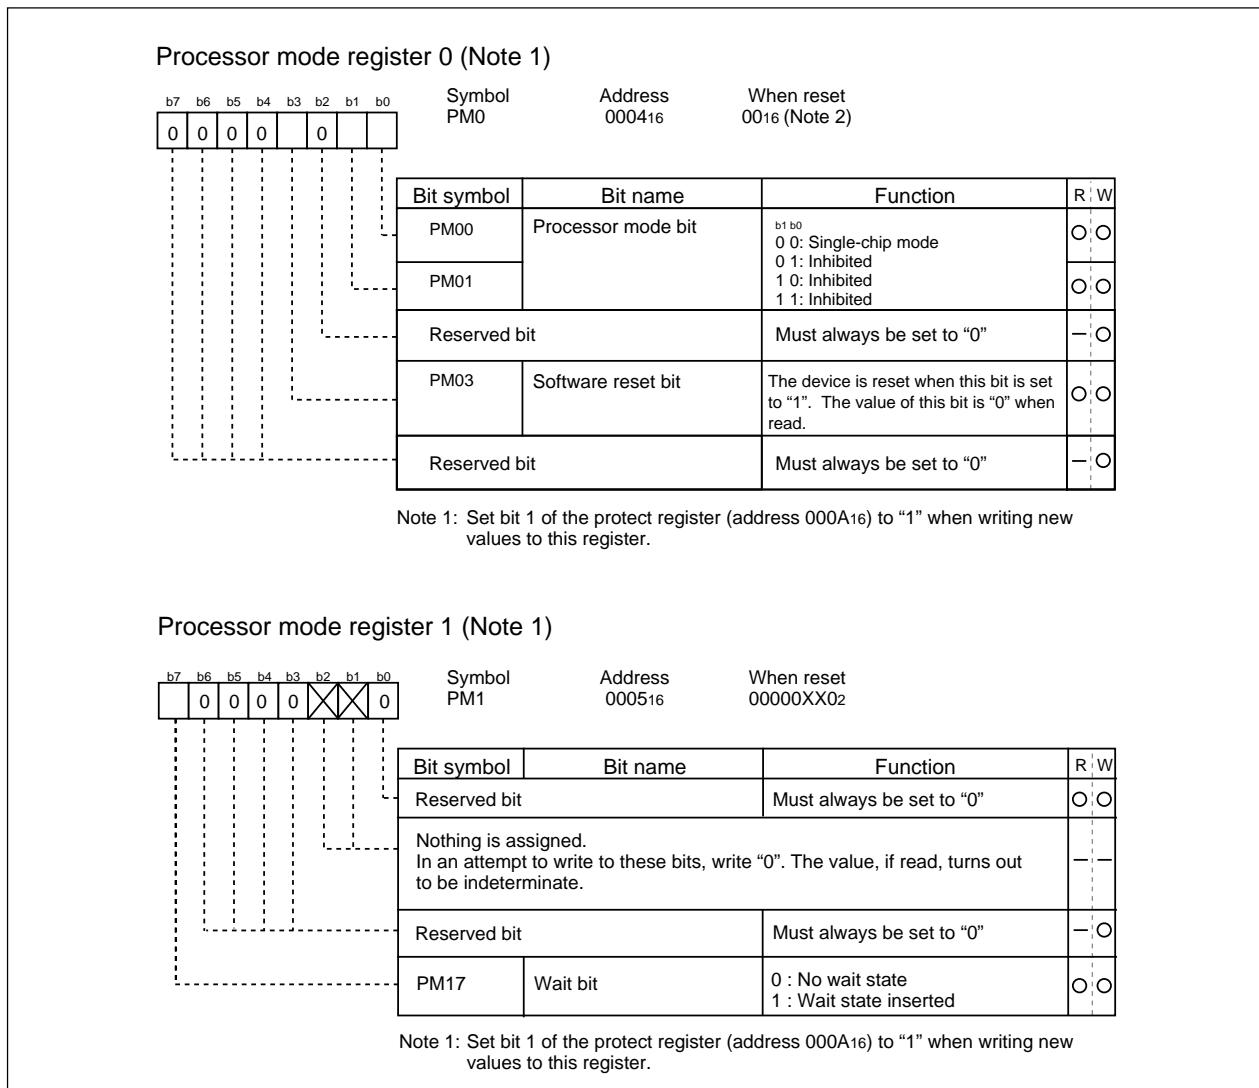 Processor mode register 0 (Note 1)
b7 b6 b5 b4 b3 b2 b1 b0
0 0 0 0 0
Symbol Address When reset
PM0 000416 0016 (Note 2)
Bit symbol Bit name Function R W
PM00 Processor mode bit
b1 b0
0 0: Single-chip mode
0 1: Inhibited
PM01
1 0: Inhibited
1 1: Inhibited
Reserved bit Must always be set to “0”
PM03 Software reset bit
The device is reset when this bit is set
to “1”. The value of this bit is “0” when
read.
Reserved bit Must always be set to “0”
Note 1: Set bit 1 of the protect register (address 000A16) to “1” when writing new
values to this register.
Processor mode register 1 (Note 1)
b7 b6 b5 b4 b3 b2 b1 b0
0 0 0 0 0
Symbol Address When reset
PM1 000516 00000XX02
Bit symbol Bit name Function R W
Reserved bit Must always be set to “0”
Nothing is assigned.
In an attempt to write to these bits, write “0”. The value, if read, turns out
to be indeterminate.
Reserved bit Must always be set to “0”
PM17 Wait bit
0 : No wait state
1 : Wait state inserted
Note 1: Set bit 1 of the protect register (address 000A16) to “1” when writing new
values to this register.